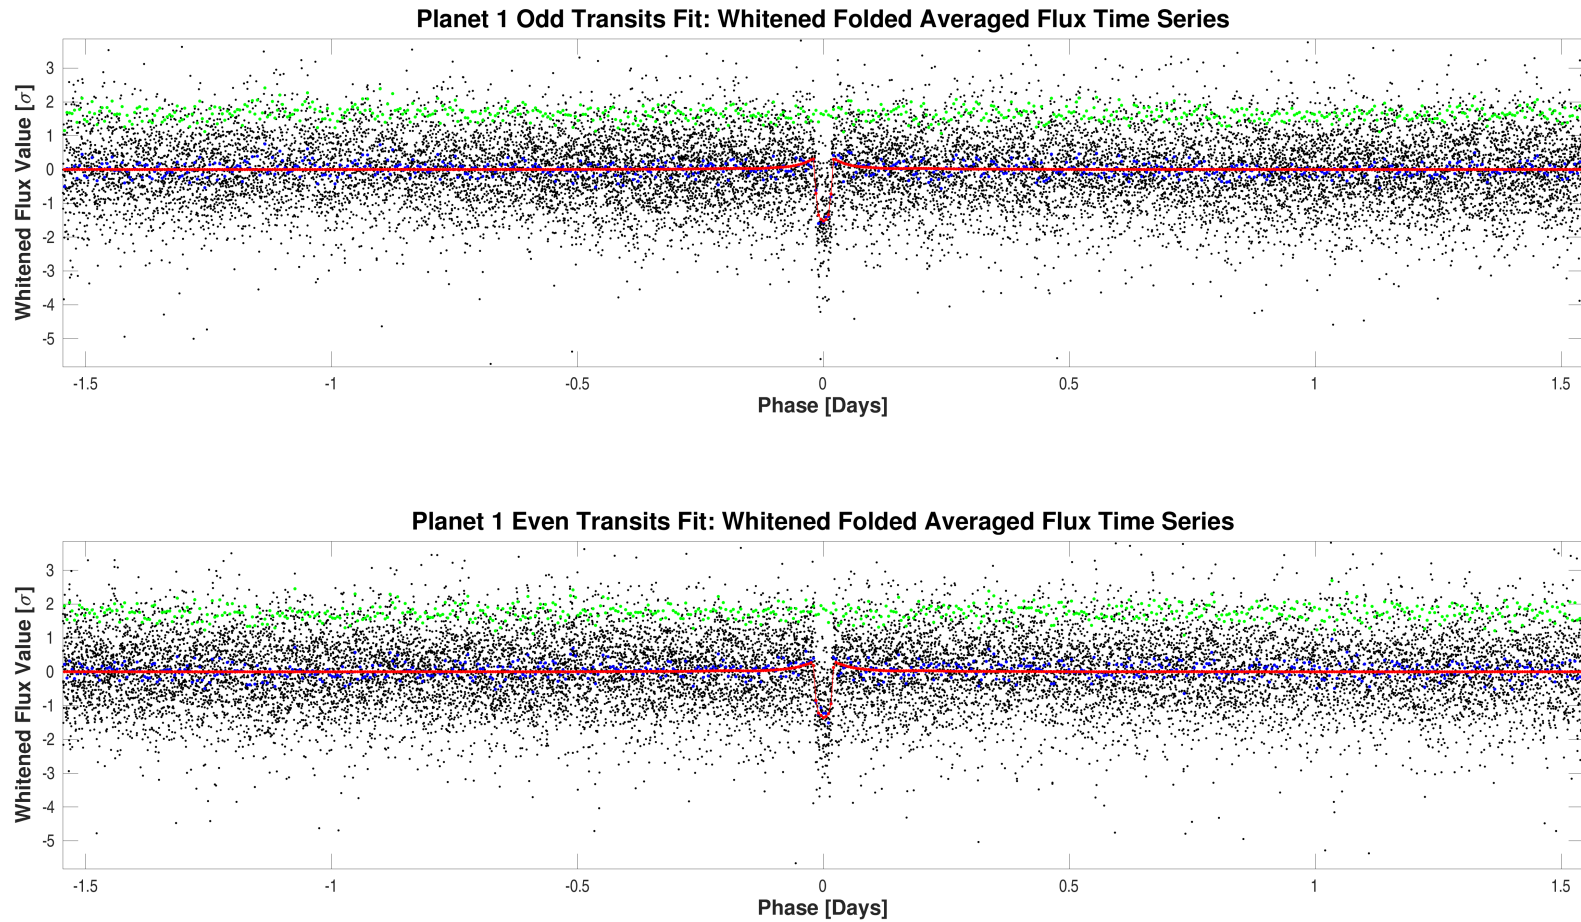 Planet 1 Odd Transits Fit: Whitened Folded Averaged Flux Time Series
Whitened Flux Value [σ]
3
2
1
0
-1
-2
-3
-4
-5
-1.5 -1 -0.5 0 0.5 1 1.5
Phase [Days]
Planet 1 Even Transits Fit: Whitened Folded Averaged Flux Time Series
Whitened Flux Value [σ]
3
2
1
0
-1
-2
-3
-4
-5
-1.5 -1 -0.5 0 0.5 1 1.5
Phase [Days]